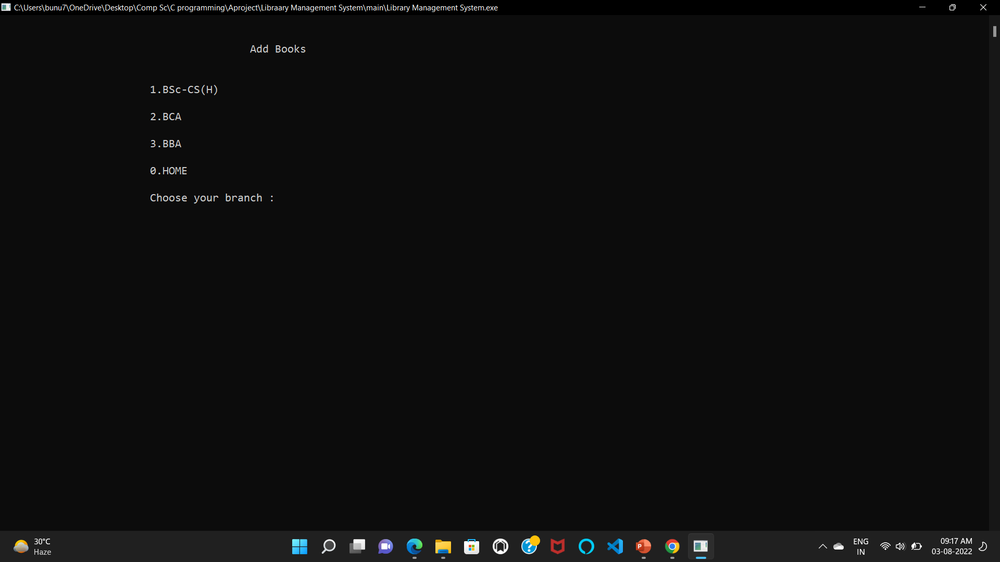 C:\Users\bunu7\OneDrive\Desktop\Comp Sc\C programming\Aproject\Libraary Management System\main\Library Management System.exe
Add Books
1.BSc-CS(H)
2.BCA
3.BBA
0.HOME
Choose your branch :
30°C
Haze
ENG
IN
09:17 AM
03-08-2022